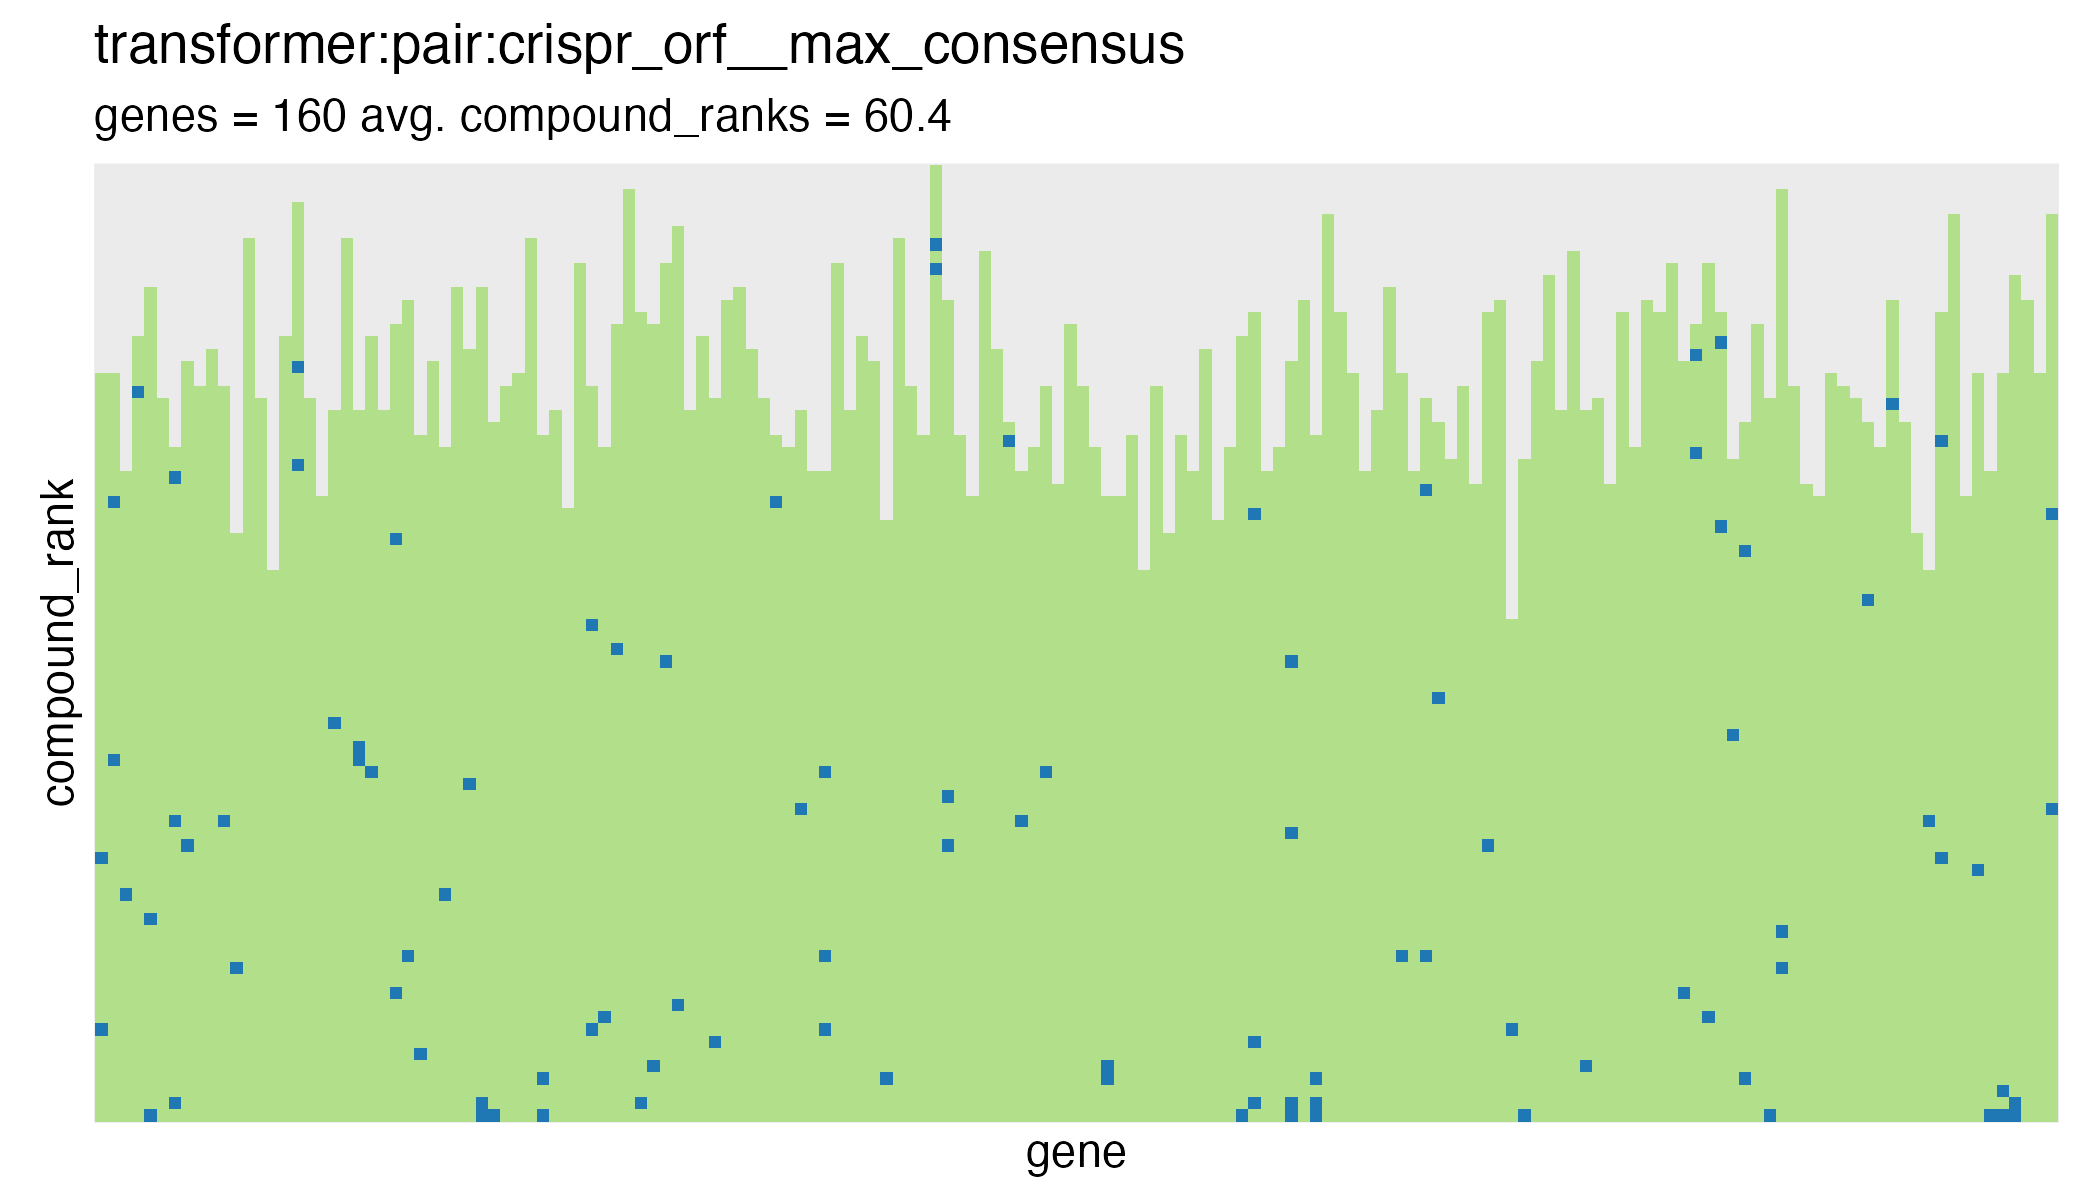 transformer:pair:crispr_orf__max_consensus
genes = 160 avg. compound_ranks = 60.4
compound_rank
gene